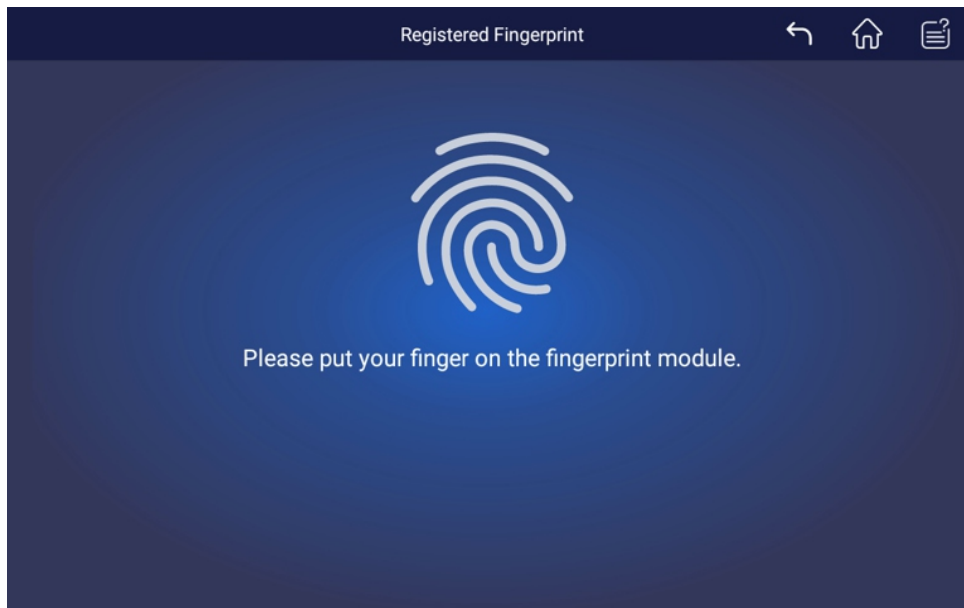 Registered Fingerprint
Please put your finger on the fingerprint module.